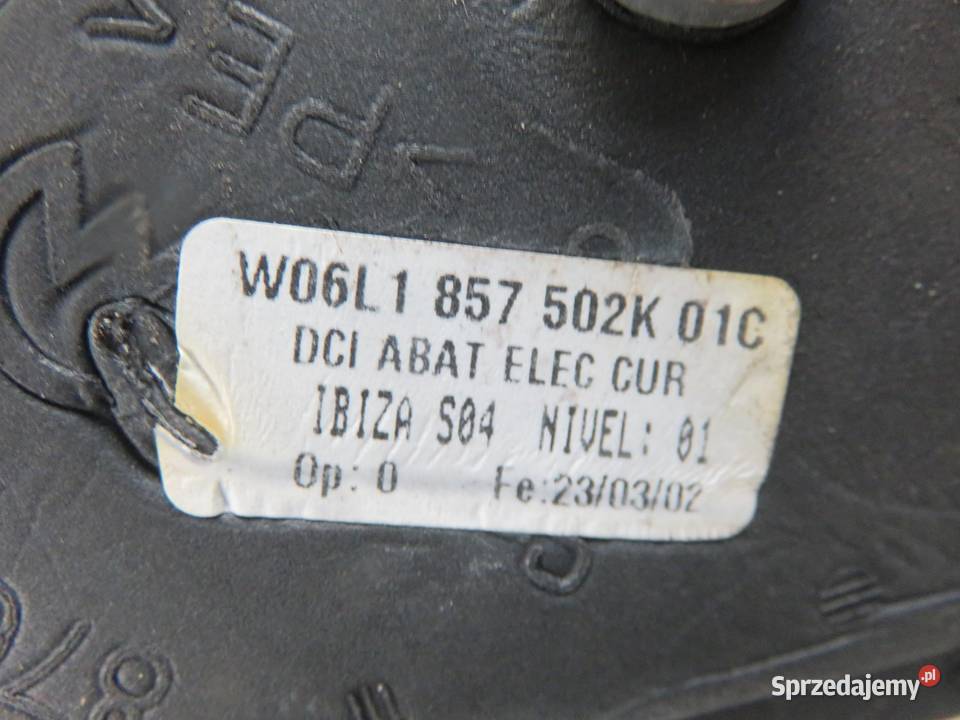 W06L1 857 502K 01C
DCI ABAT ELEC CUR
IBIZA S04 NIVEL: 01
Op: 0 Fe:23/03/02
Sprzedajemy.pl